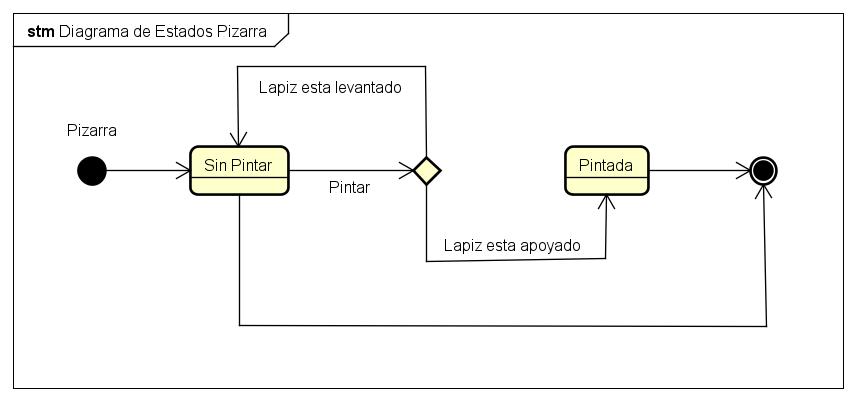 stm Diagrama de Estados Pizarra
Lapiz esta levantado
Pizarra
Sin Pintar
Pintada
Pintar
Lapiz esta apoyado